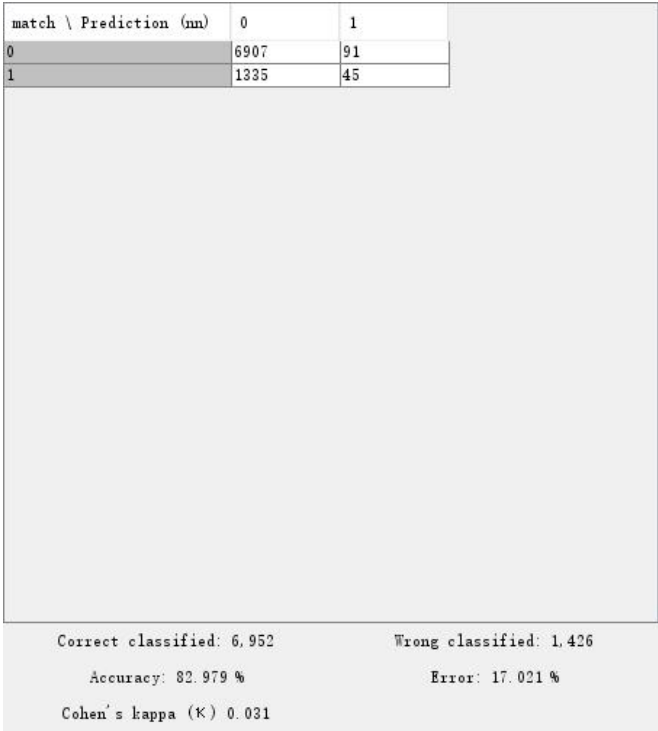 match \ Prediction (nn) 0 1
0 6907 91
1 1335 45
Correct classified: 6,952 Wrong classified: 1,426
Accuracy: 82.979 % Error: 17.021 %
Cohen's kappa (κ) 0.031